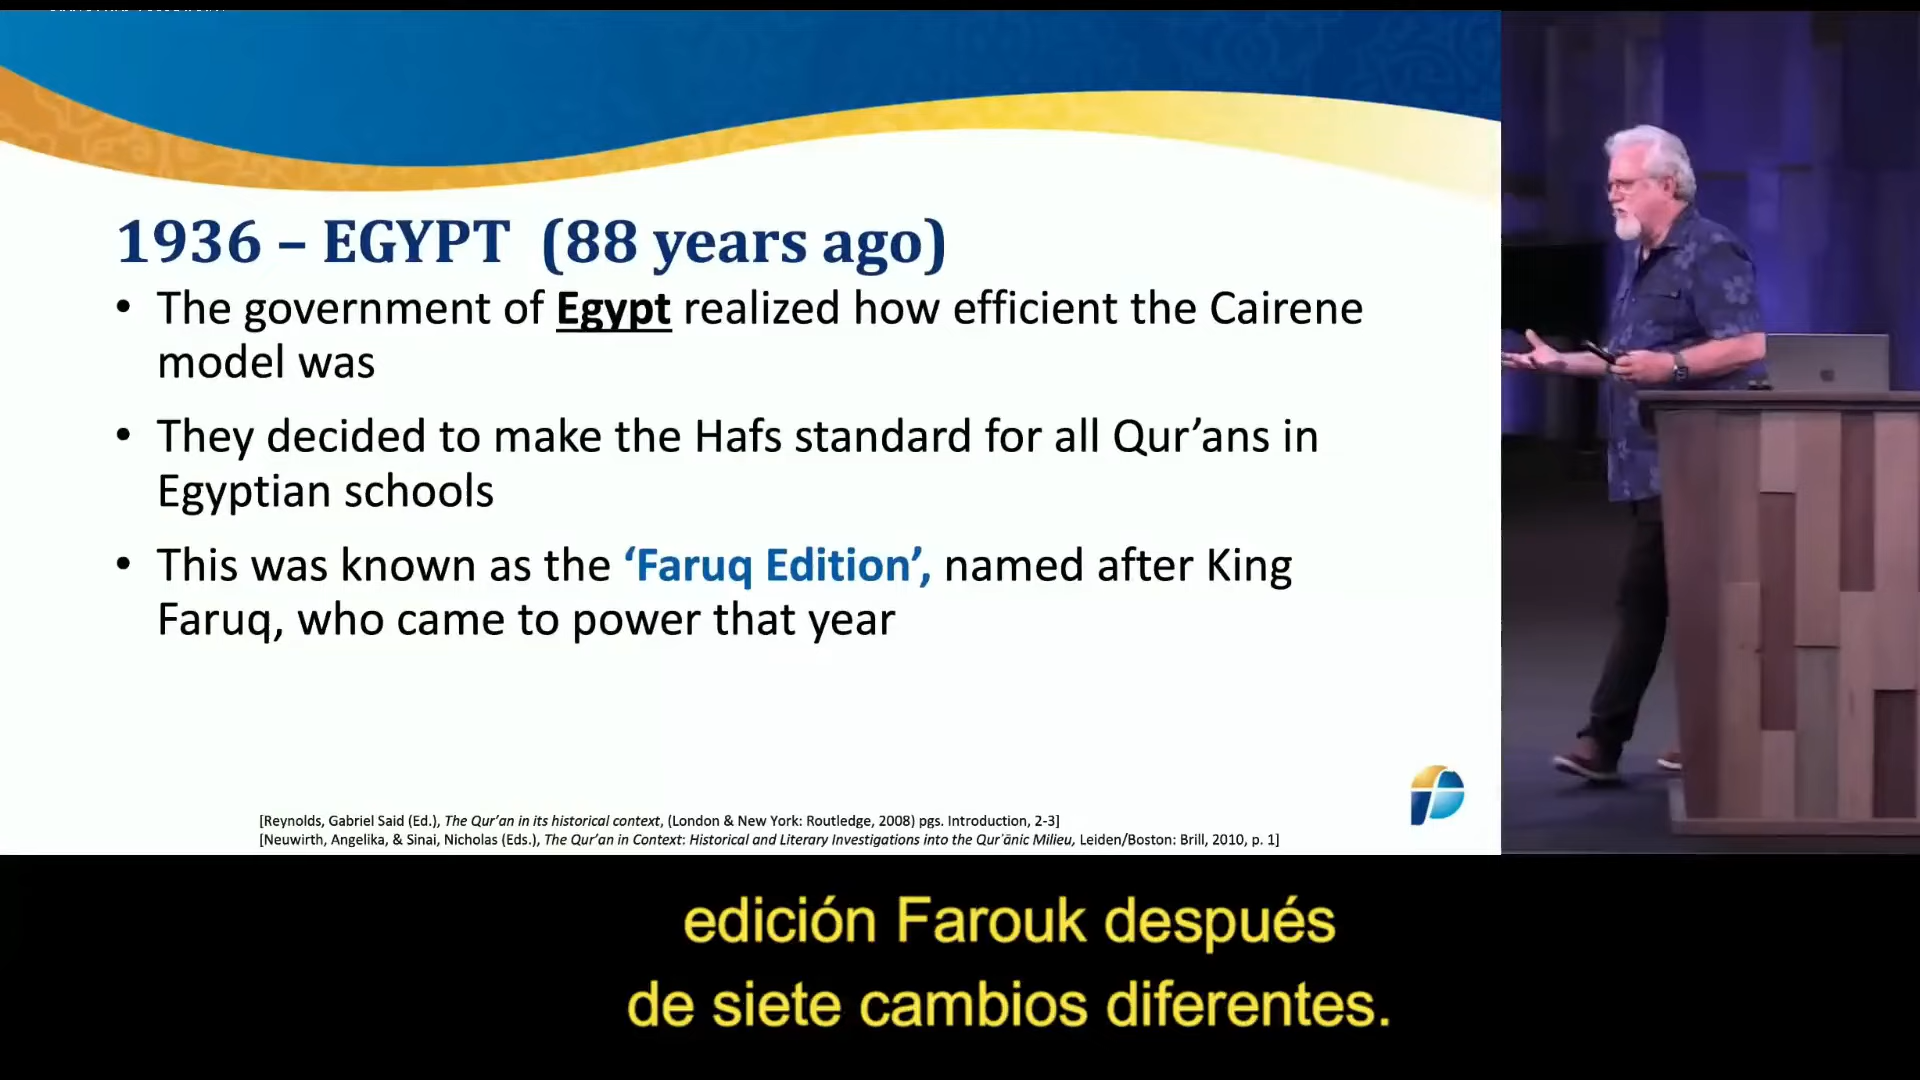 1936 – EGYPT (88 years ago)
• The government of Egypt realized how efficient the Cairene
model was
• They decided to make the Hafs standard for all Qur’ans in
Egyptian schools
• This was known as the ‘Faruq Edition’, named after King
Faruq, who came to power that year
[Reynolds, Gabriel Said (Ed.), The Qur’an in its historical context, (London & New York: Routledge, 2008) pgs. Introduction, 2-3]
[Neuwirth, Angelika, & Sinai, Nicholas (Eds.), The Qur’an in Context: Historical and Literary Investigations into the Qurʾānic Milieu, Leiden/Boston: Brill, 2010, p. 1]
edición Farouk después
de siete cambios diferentes.